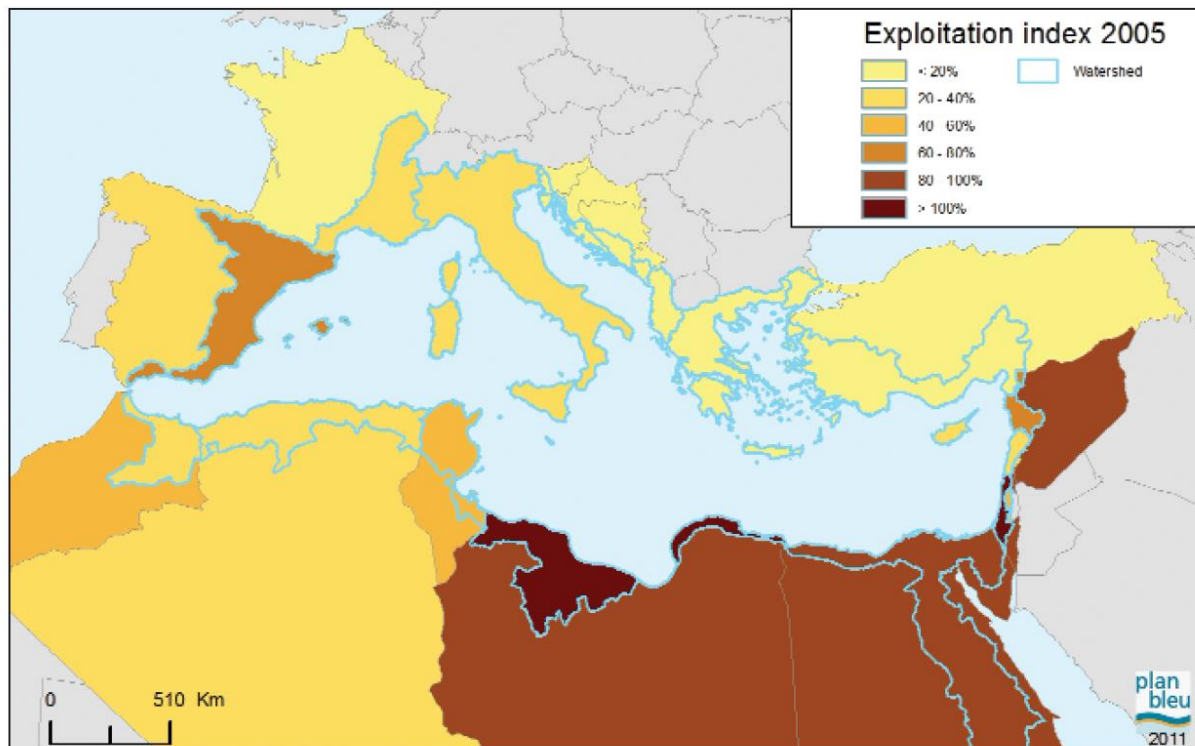 Exploitation index 2005
< 20%
Watershed
20 - 40%
40 - 60%
60 - 80%
80 - 100%
> 100%
0 510 Km
plan
bleu
2011